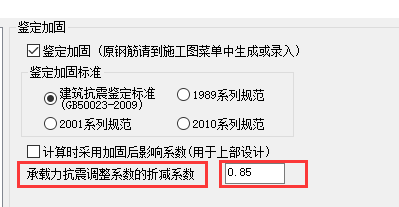 鉴定加固
鉴定加固（原钢筋请到施工图菜单中生成或录入）
鉴定加固标准
建筑抗震鉴定标准
(GB50023-2009)
1989系列规范
2001系列规范
2010系列规范
计算时采用加固后影响系数(用于上部设计)
承载力抗震调整系数的折减系数
0.85